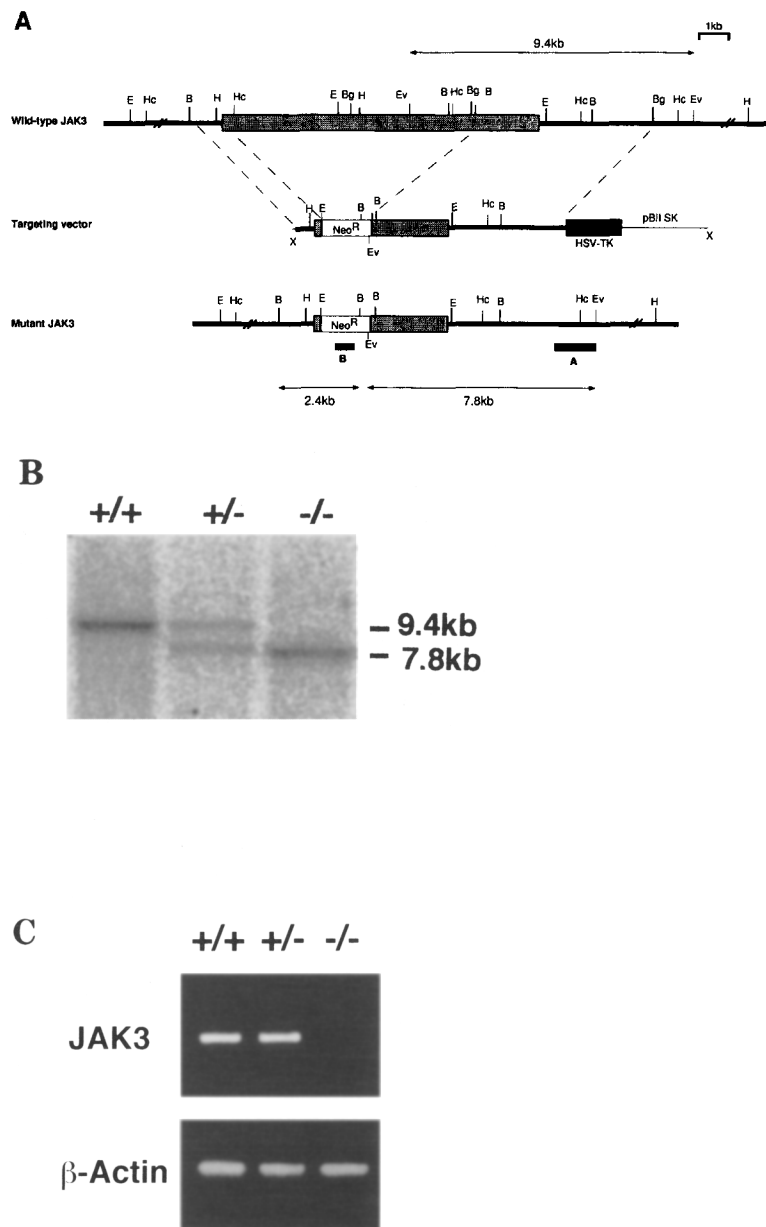 A
1kb
9.4kb
E Hc B H Hc E Bg H Ev B Hc Bg B E Hc B Bg Hc Ev H
Wild-type JAK3
H E B B E Hc B pBII SK
Targeting vector
Neo^R
X Ev HSV-TK X
E Hc B H E B B E Hc B Hc Ev H
Mutant JAK3
Neo^R
Ev
B A
2.4kb 7.8kb
B
+/+ +/- -/-
9.4kb
7.8kb
C
+/+ +/- -/-
JAK3
β-Actin